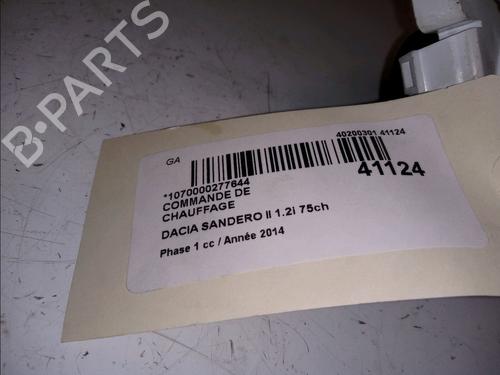 B-PARTS
GA
40200301 41124
41124
*1070000277644
COMMANDE DE
CHAUFFAGE
DACIA SANDERO II 1.2i 75ch
Phase 1 cc / Année 2014